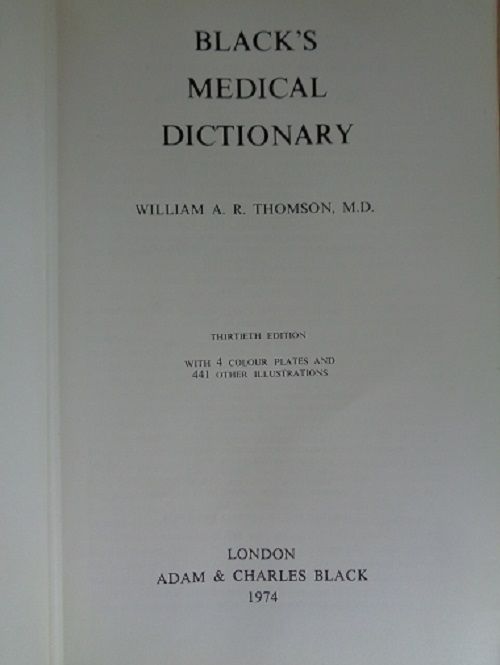 BLACK'S
MEDICAL
DICTIONARY
WILLIAM A. R. THOMSON, M.D.
THIRTIETH EDITION
WITH 4 COLOUR PLATES AND
441 OTHER ILLUSTRATIONS
LONDON
ADAM & CHARLES BLACK
1974